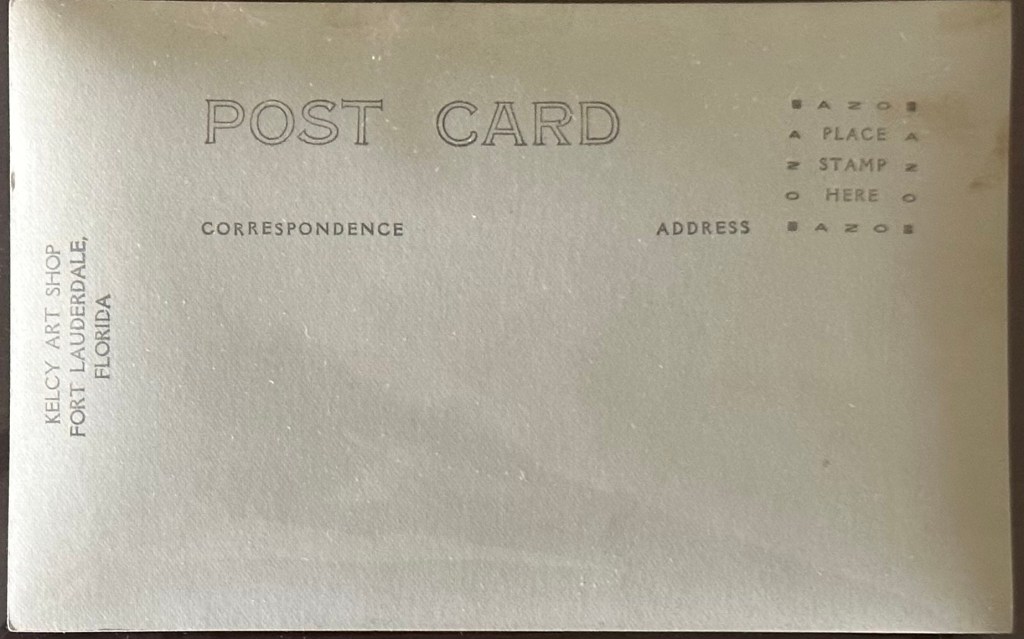 POST CARD
AZO
A PLACE A
Z STAMP Z
O HERE O
AZO
CORRESPONDENCE
ADDRESS
KELCY ART SHOP
FORT LAUDERDALE,
FLORIDA